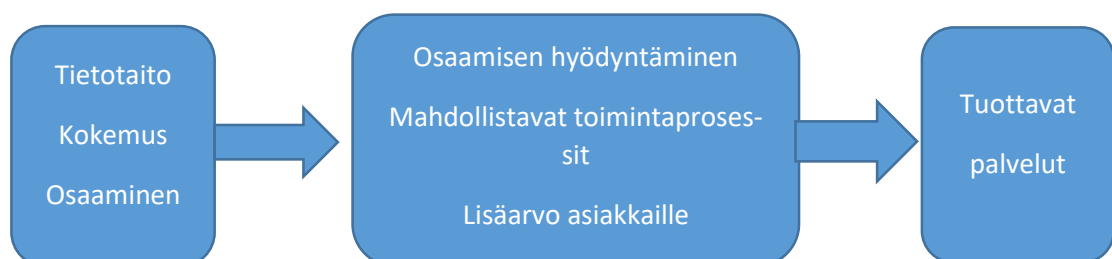 Tietotaito
Kokemus
Osaaminen
Osaamisen hyödyntäminen
Mahdollistavat toimintaproses-
sit
Lisäarvo asiakkaille
Tuottavat
palvelut